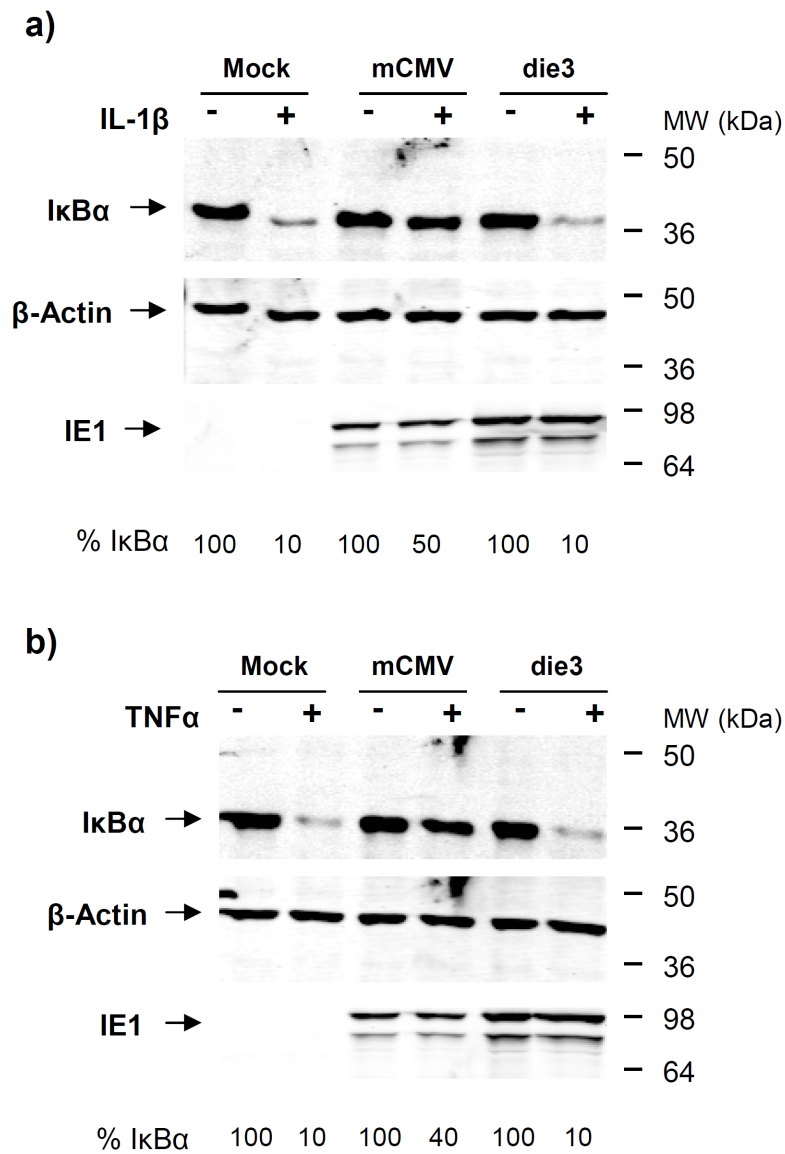 a)
Mock mCMV die3
IL-1β - + - + - + MW (kDa)
50
IκBα
36
50
β-Actin
36
98
IE1
64
% IκBα 100 10 100 50 100 10
b)
Mock mCMV die3
TNFα - + - + - + MW (kDa)
50
IκBα
36
50
β-Actin
36
98
IE1
64
% IκBα 100 10 100 40 100 10